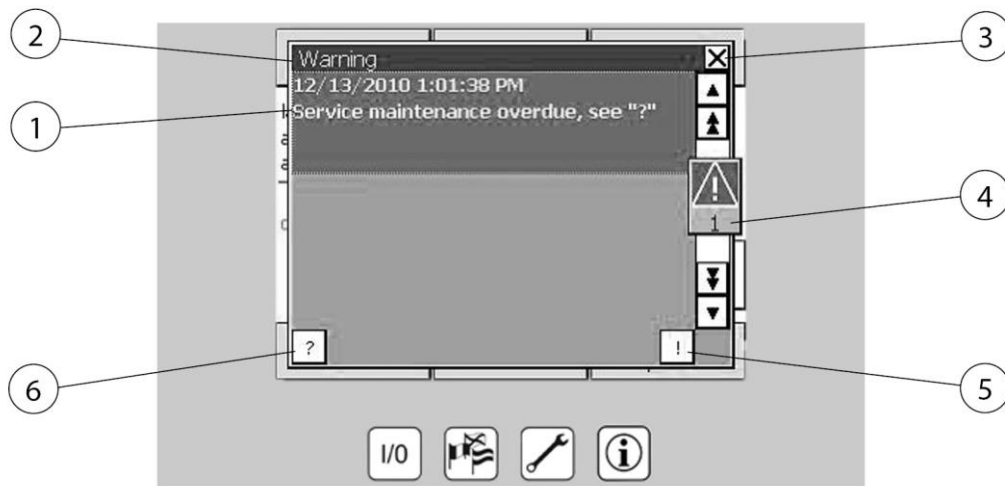 2
Warning
3
12/13/2010 1:01:38 PM
1
Service maintenance overdue, see "?"
!
1
4
?
!
6
5
I/O
i